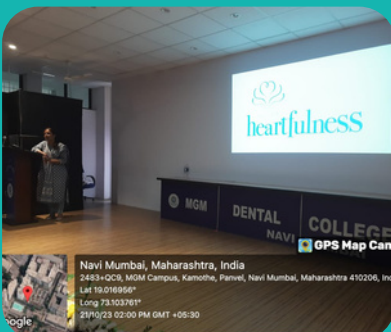 heartfulness
MGM
DENTAL
COLLEGE
NAVI
GPS Map Cam
Navi Mumbai, Maharashtra, India
2483+QC9, MGM Campus, Kamothe, Panvel, Navi Mumbai, Maharashtra 410206, Ind
Lat 19.016956°
Long 73.103761°
21/10/23 02:00 PM GMT +05:30
oogle